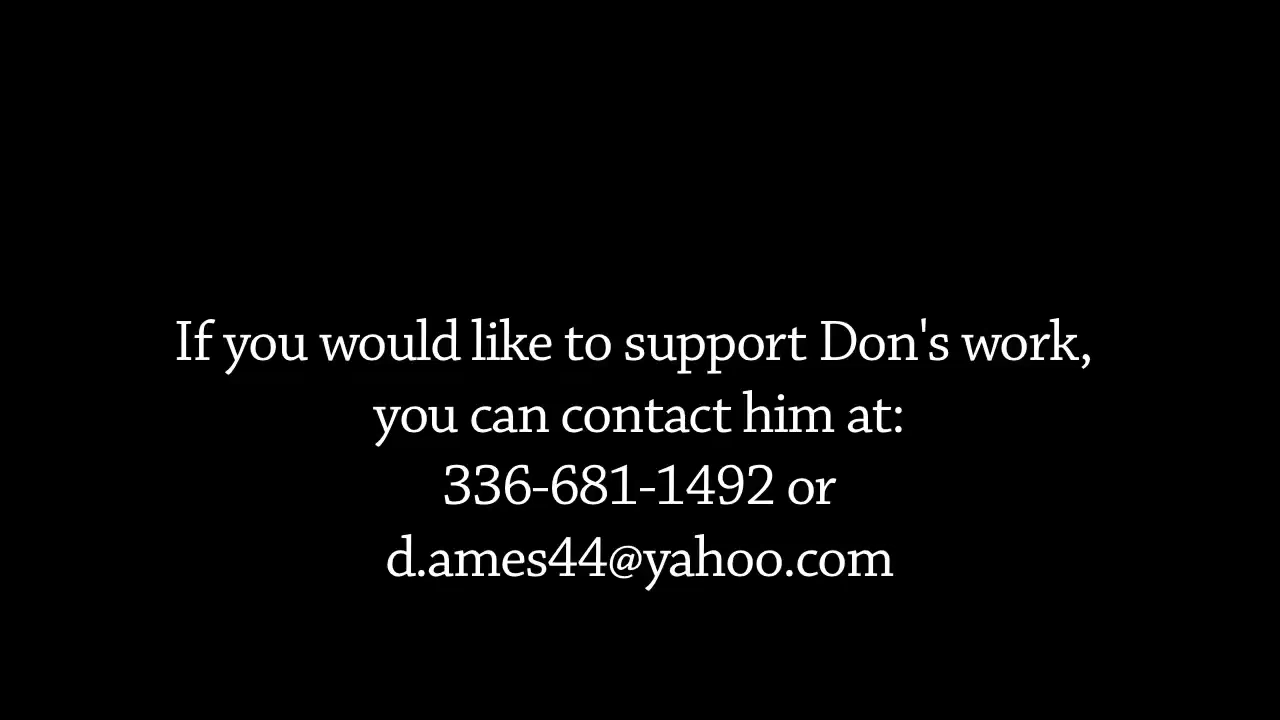 If you would like to support Don's work,
you can contact him at:
336-681-1492 or
d.ames44@yahoo.com